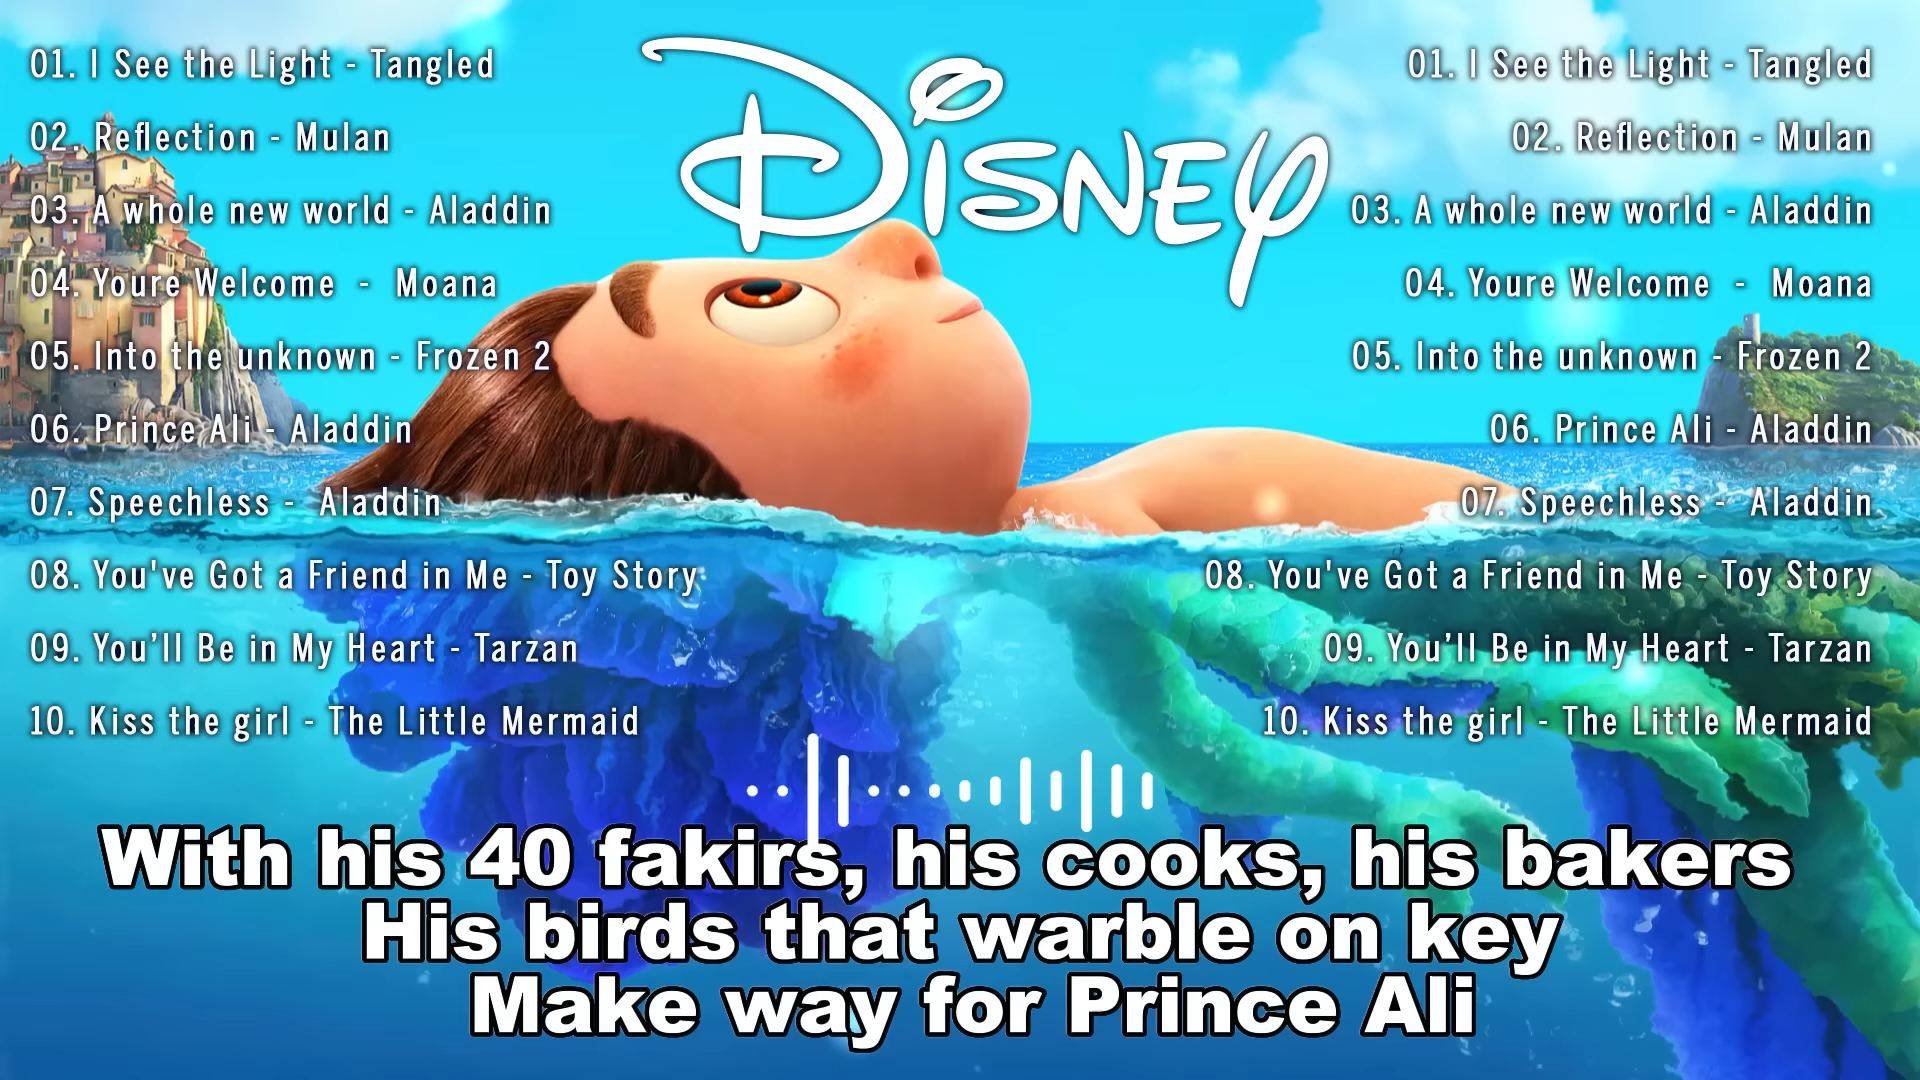 DISNEY
01. I See the Light - Tangled
02. Reflection - Mulan
03. A whole new world - Aladdin
04. Youre Welcome - Moana
05. Into the unknown - Frozen 2
06. Prince Ali - Aladdin
07. Speechless - Aladdin
08. You've Got a Friend in Me - Toy Story
09. You’ll Be in My Heart - Tarzan
10. Kiss the girl - The Little Mermaid
01. I See the Light - Tangled
02. Reflection - Mulan
03. A whole new world - Aladdin
04. Youre Welcome - Moana
05. Into the unknown - Frozen 2
06. Prince Ali - Aladdin
07. Speechless - Aladdin
08. You've Got a Friend in Me - Toy Story
09. You’ll Be in My Heart - Tarzan
10. Kiss the girl - The Little Mermaid
With his 40 fakirs, his cooks, his bakers
His birds that warble on key
Make way for Prince Ali